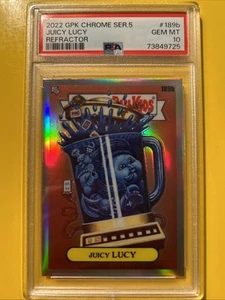 2022 GPK CHROME SER.5 #189b
JUICY LUCY GEM MT
REFRACTOR 10
PSA 73849725
189b
JUICY LUCY